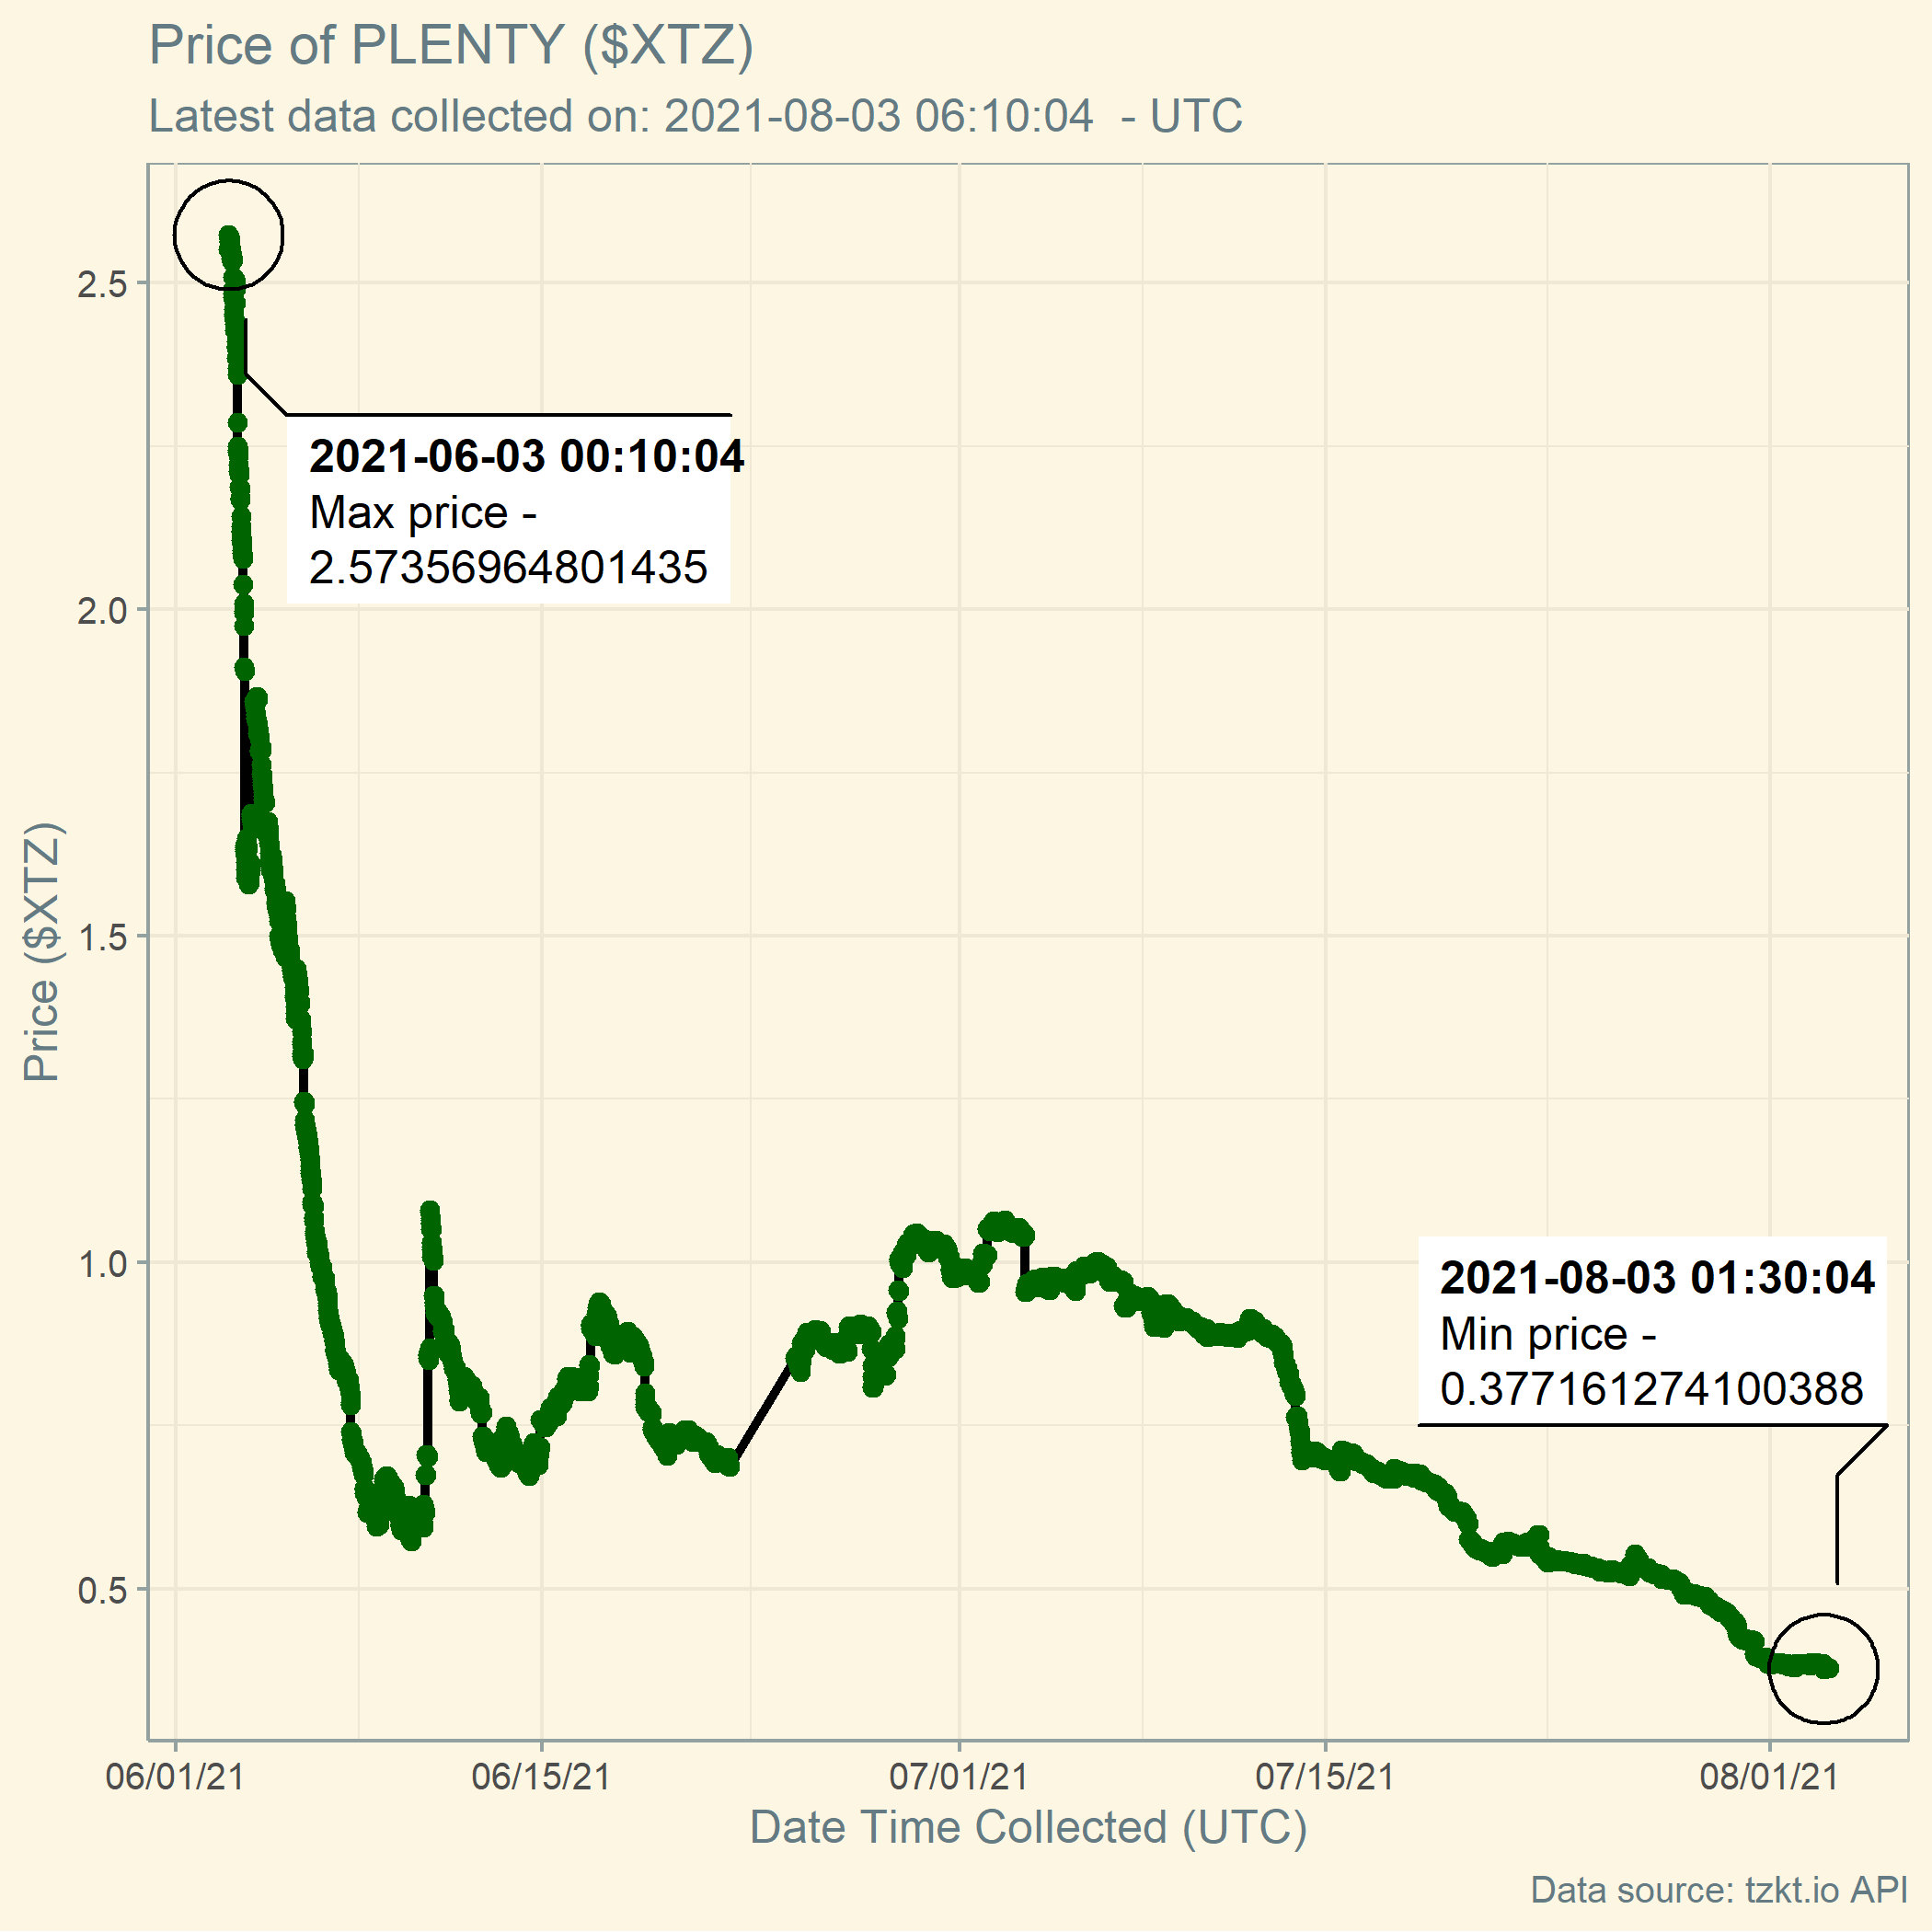 Price of PLENTY ($XTZ)
Latest data collected on: 2021-08-03 06:10:04  - UTC
2.5
2.0
1.5
1.0
0.5
Price ($XTZ)
2021-06-03 00:10:04
Max price -
2.57356964801435
2021-08-03 01:30:04
Min price -
0.377161274100388
06/01/21
06/15/21
07/01/21
07/15/21
08/01/21
Date Time Collected (UTC)
Data source: tzkt.io API